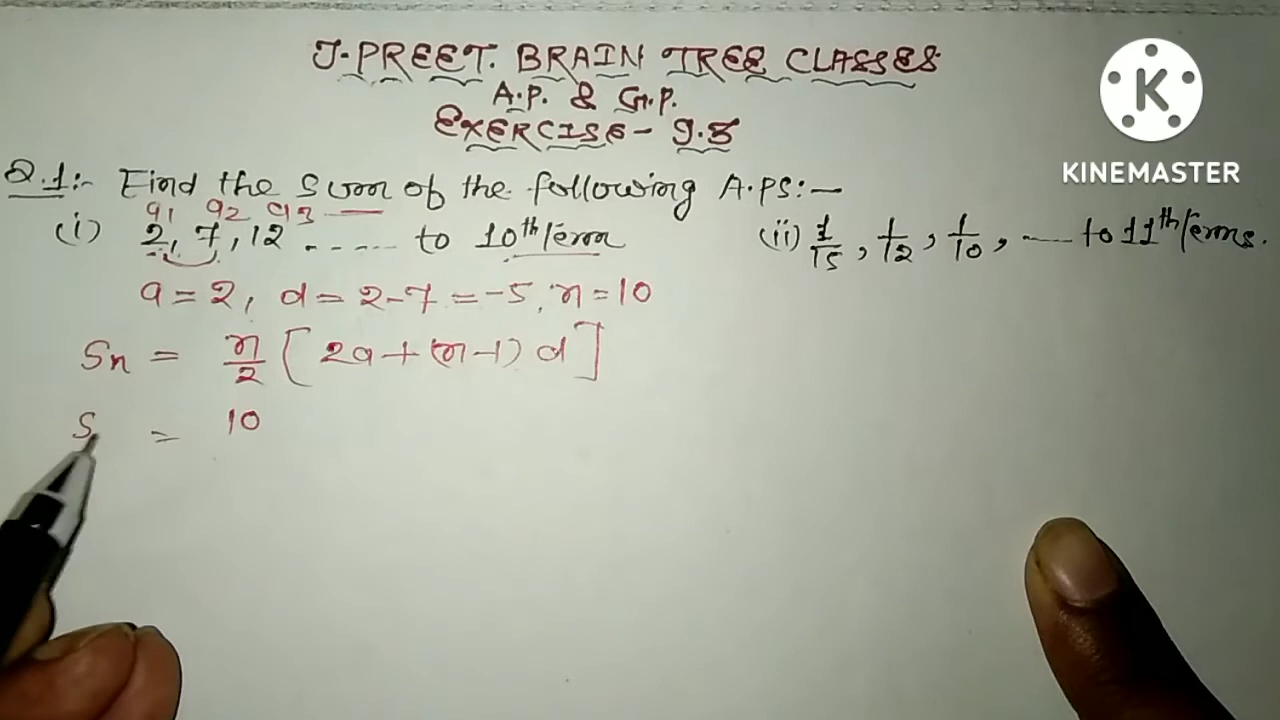 J.PREET. BRAIN TREE CLASSES
A.P. & G.P.
EXERCISE- 9.3
K
KINEMASTER
Q.1:- Find the Sum of the following A.PS:-
a1 a2 a3
(i) 2, 7, 12 ..... to 10th term
(ii) 1/15, 1/12, 1/10, ---- to 11th terms.
a = 2, d = 2-7 = -5, n = 10
Sn = n/2 [2a+(n-1) d]
S = 10